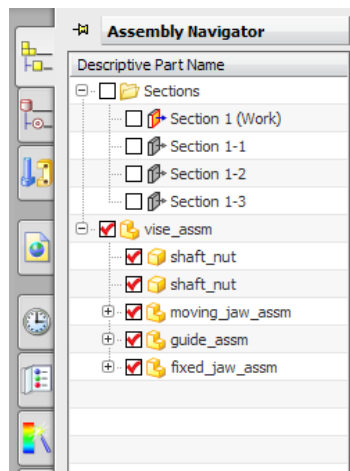 Assembly Navigator
Descriptive Part Name
Sections
Section 1 (Work)
Section 1-1
Section 1-2
Section 1-3
vise_assm
shaft_nut
shaft_nut
moving_jaw_assm
guide_assm
fixed_jaw_assm